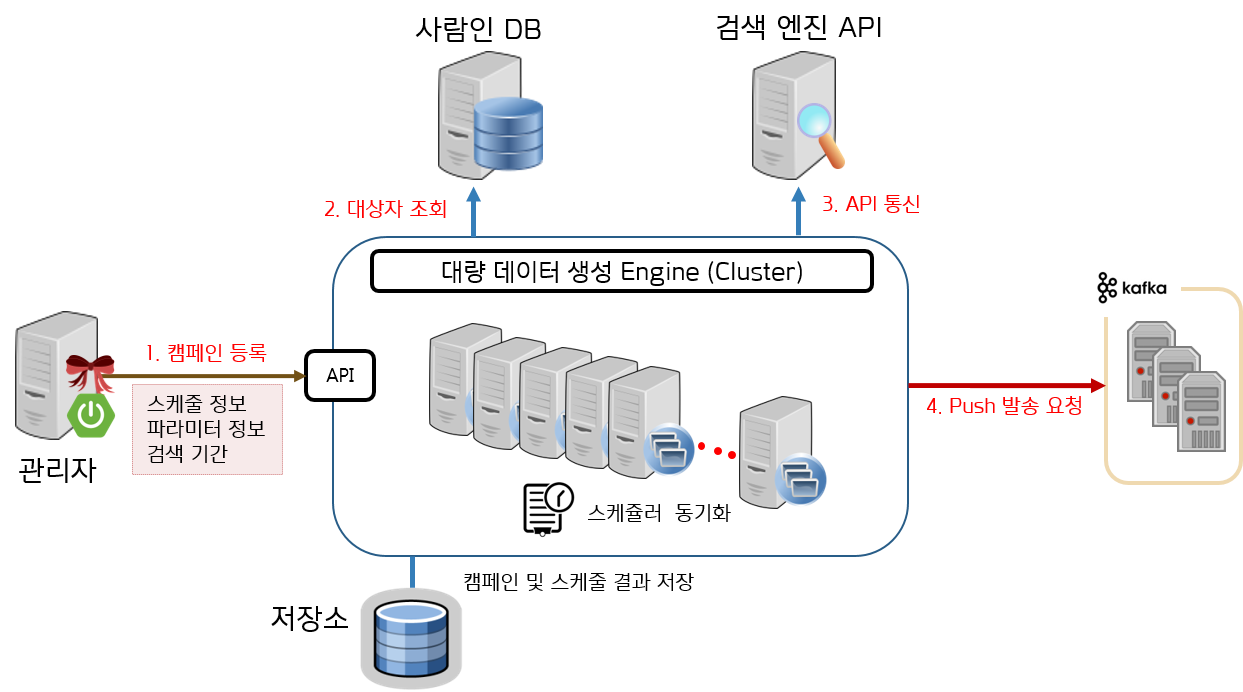 사람인 DB
검색 엔진 API
2. 대상자 조회
3. API 통신
대량 데이터 생성 Engine (Cluster)
kafka
1. 캠페인 등록
API
스케줄 정보
파라미터 정보
검색 기간
관리자
4. Push 발송 요청
스케쥴러 동기화
캠페인 및 스케줄 결과 저장
저장소